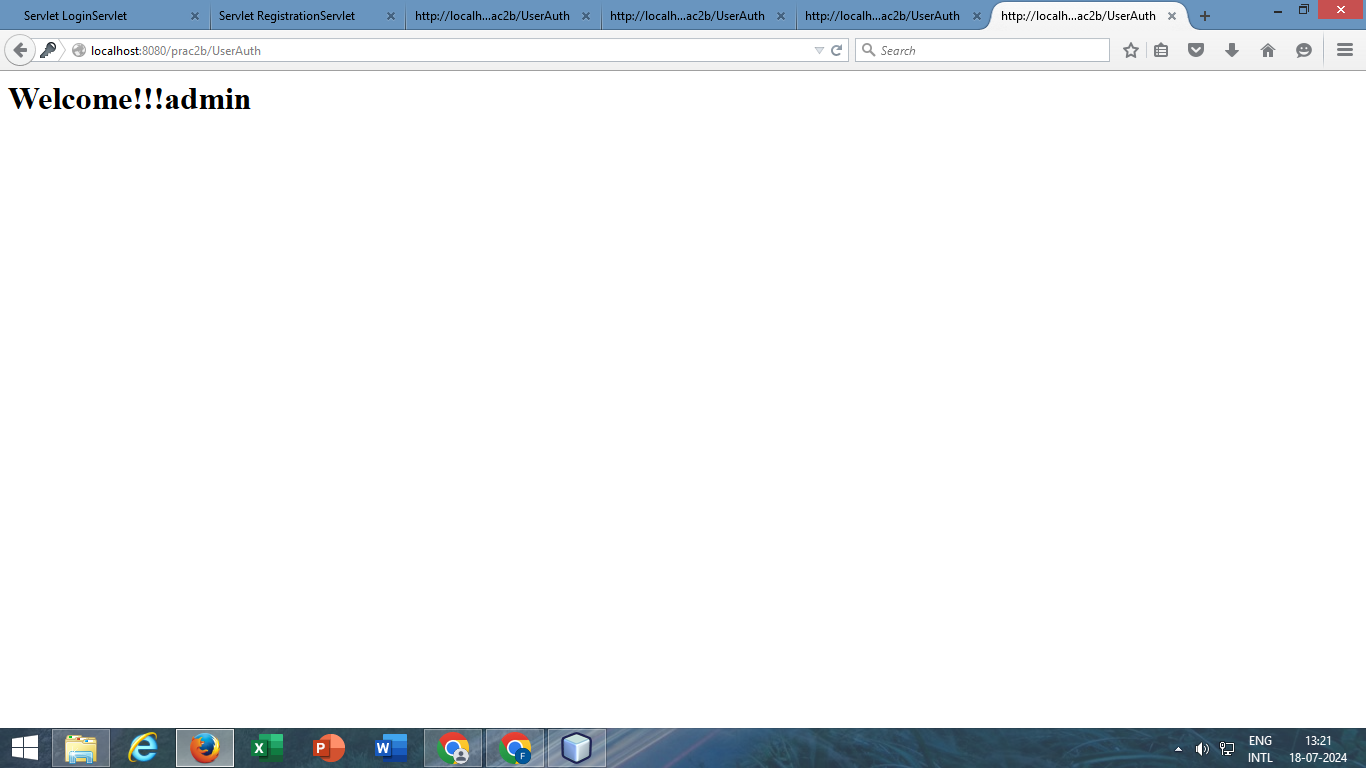 Servlet LoginServlet
Servlet RegistrationServlet
http://localh...ac2b/UserAuth
http://localh...ac2b/UserAuth
http://localh...ac2b/UserAuth
http://localh...ac2b/UserAuth
localhost:8080/prac2b/UserAuth
Search
Welcome!!!admin
F
ENG
INTL
13:21
18-07-2024